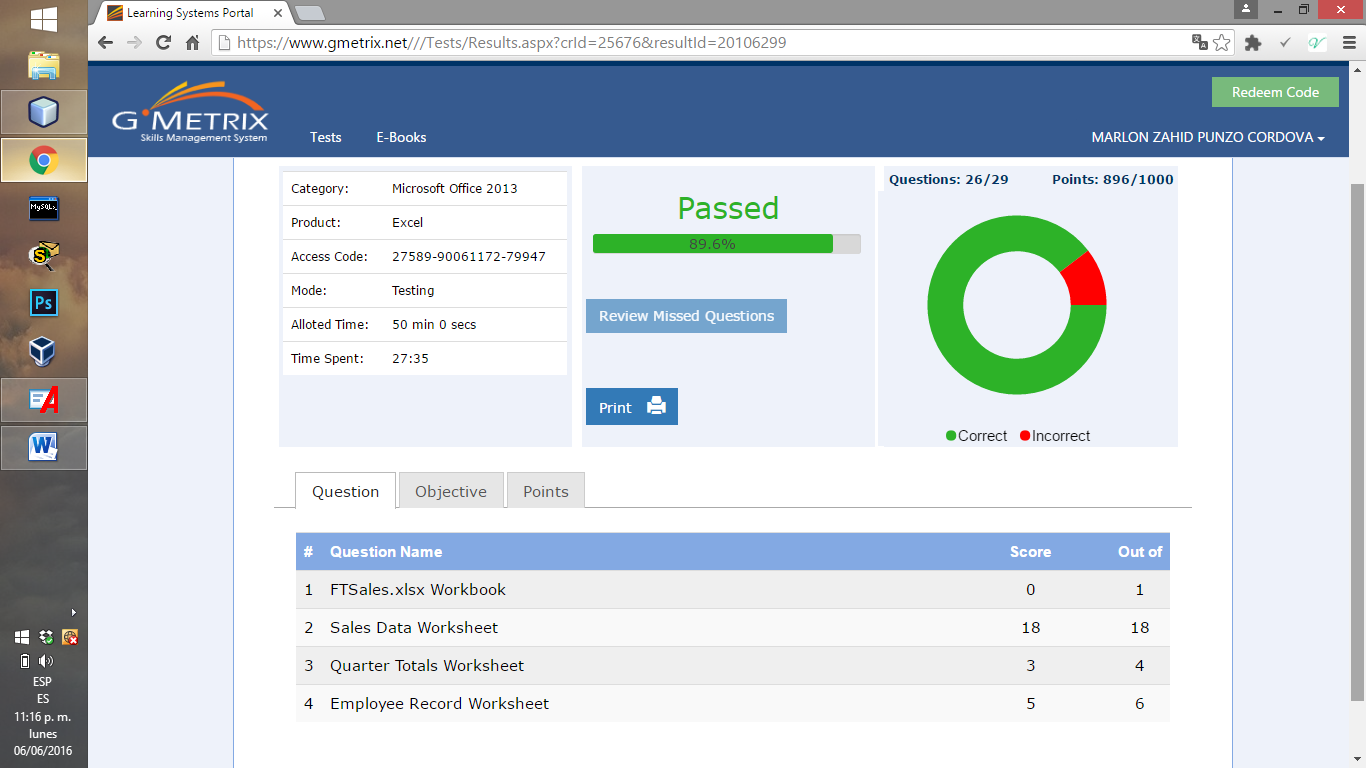 Learning Systems Portal
https://www.gmetrix.net///Tests/Results.aspx?crId=25676&resultId=20106299
G METRIX
Skills Management System
Tests
E-Books
Redeem Code
MARLON ZAHID PUNZO CORDOVA
Category: Microsoft Office 2013
Product: Excel
Access Code: 27589-90061172-79947
Mode: Testing
Alloted Time: 50 min 0 secs
Time Spent: 27:35
Passed
89.6%
Review Missed Questions
Print
Questions: 26/29 Points: 896/1000
Correct Incorrect
Question Objective Points
# Question Name Score Out of
1 FTSales.xlsx Workbook 0 1
2 Sales Data Worksheet 18 18
3 Quarter Totals Worksheet 3 4
4 Employee Record Worksheet 5 6
MySQL
Ps
ESP
ES
11:16 p. m.
lunes
06/06/2016